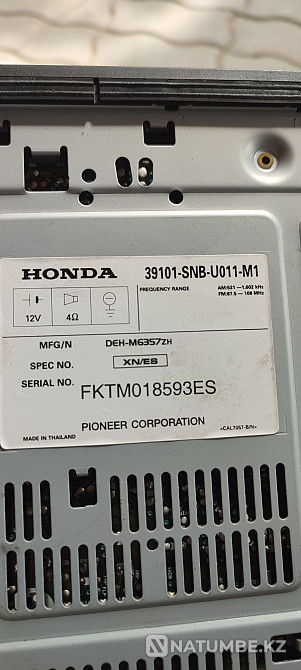 HONDA 39101-SNB-U011-M1
FREQUENCY RANGE AM:531 -1,602 kHz
FM:87.5 - 108 MHz
12V 4Ω
MFG/N DEH-M6357ZH
SPEC NO. XN/ES
SERIAL NO. FKTM018593ES
PIONEER CORPORATION
MADE IN THAILAND <CAL7057-B/N>
NATUMBE.KZ